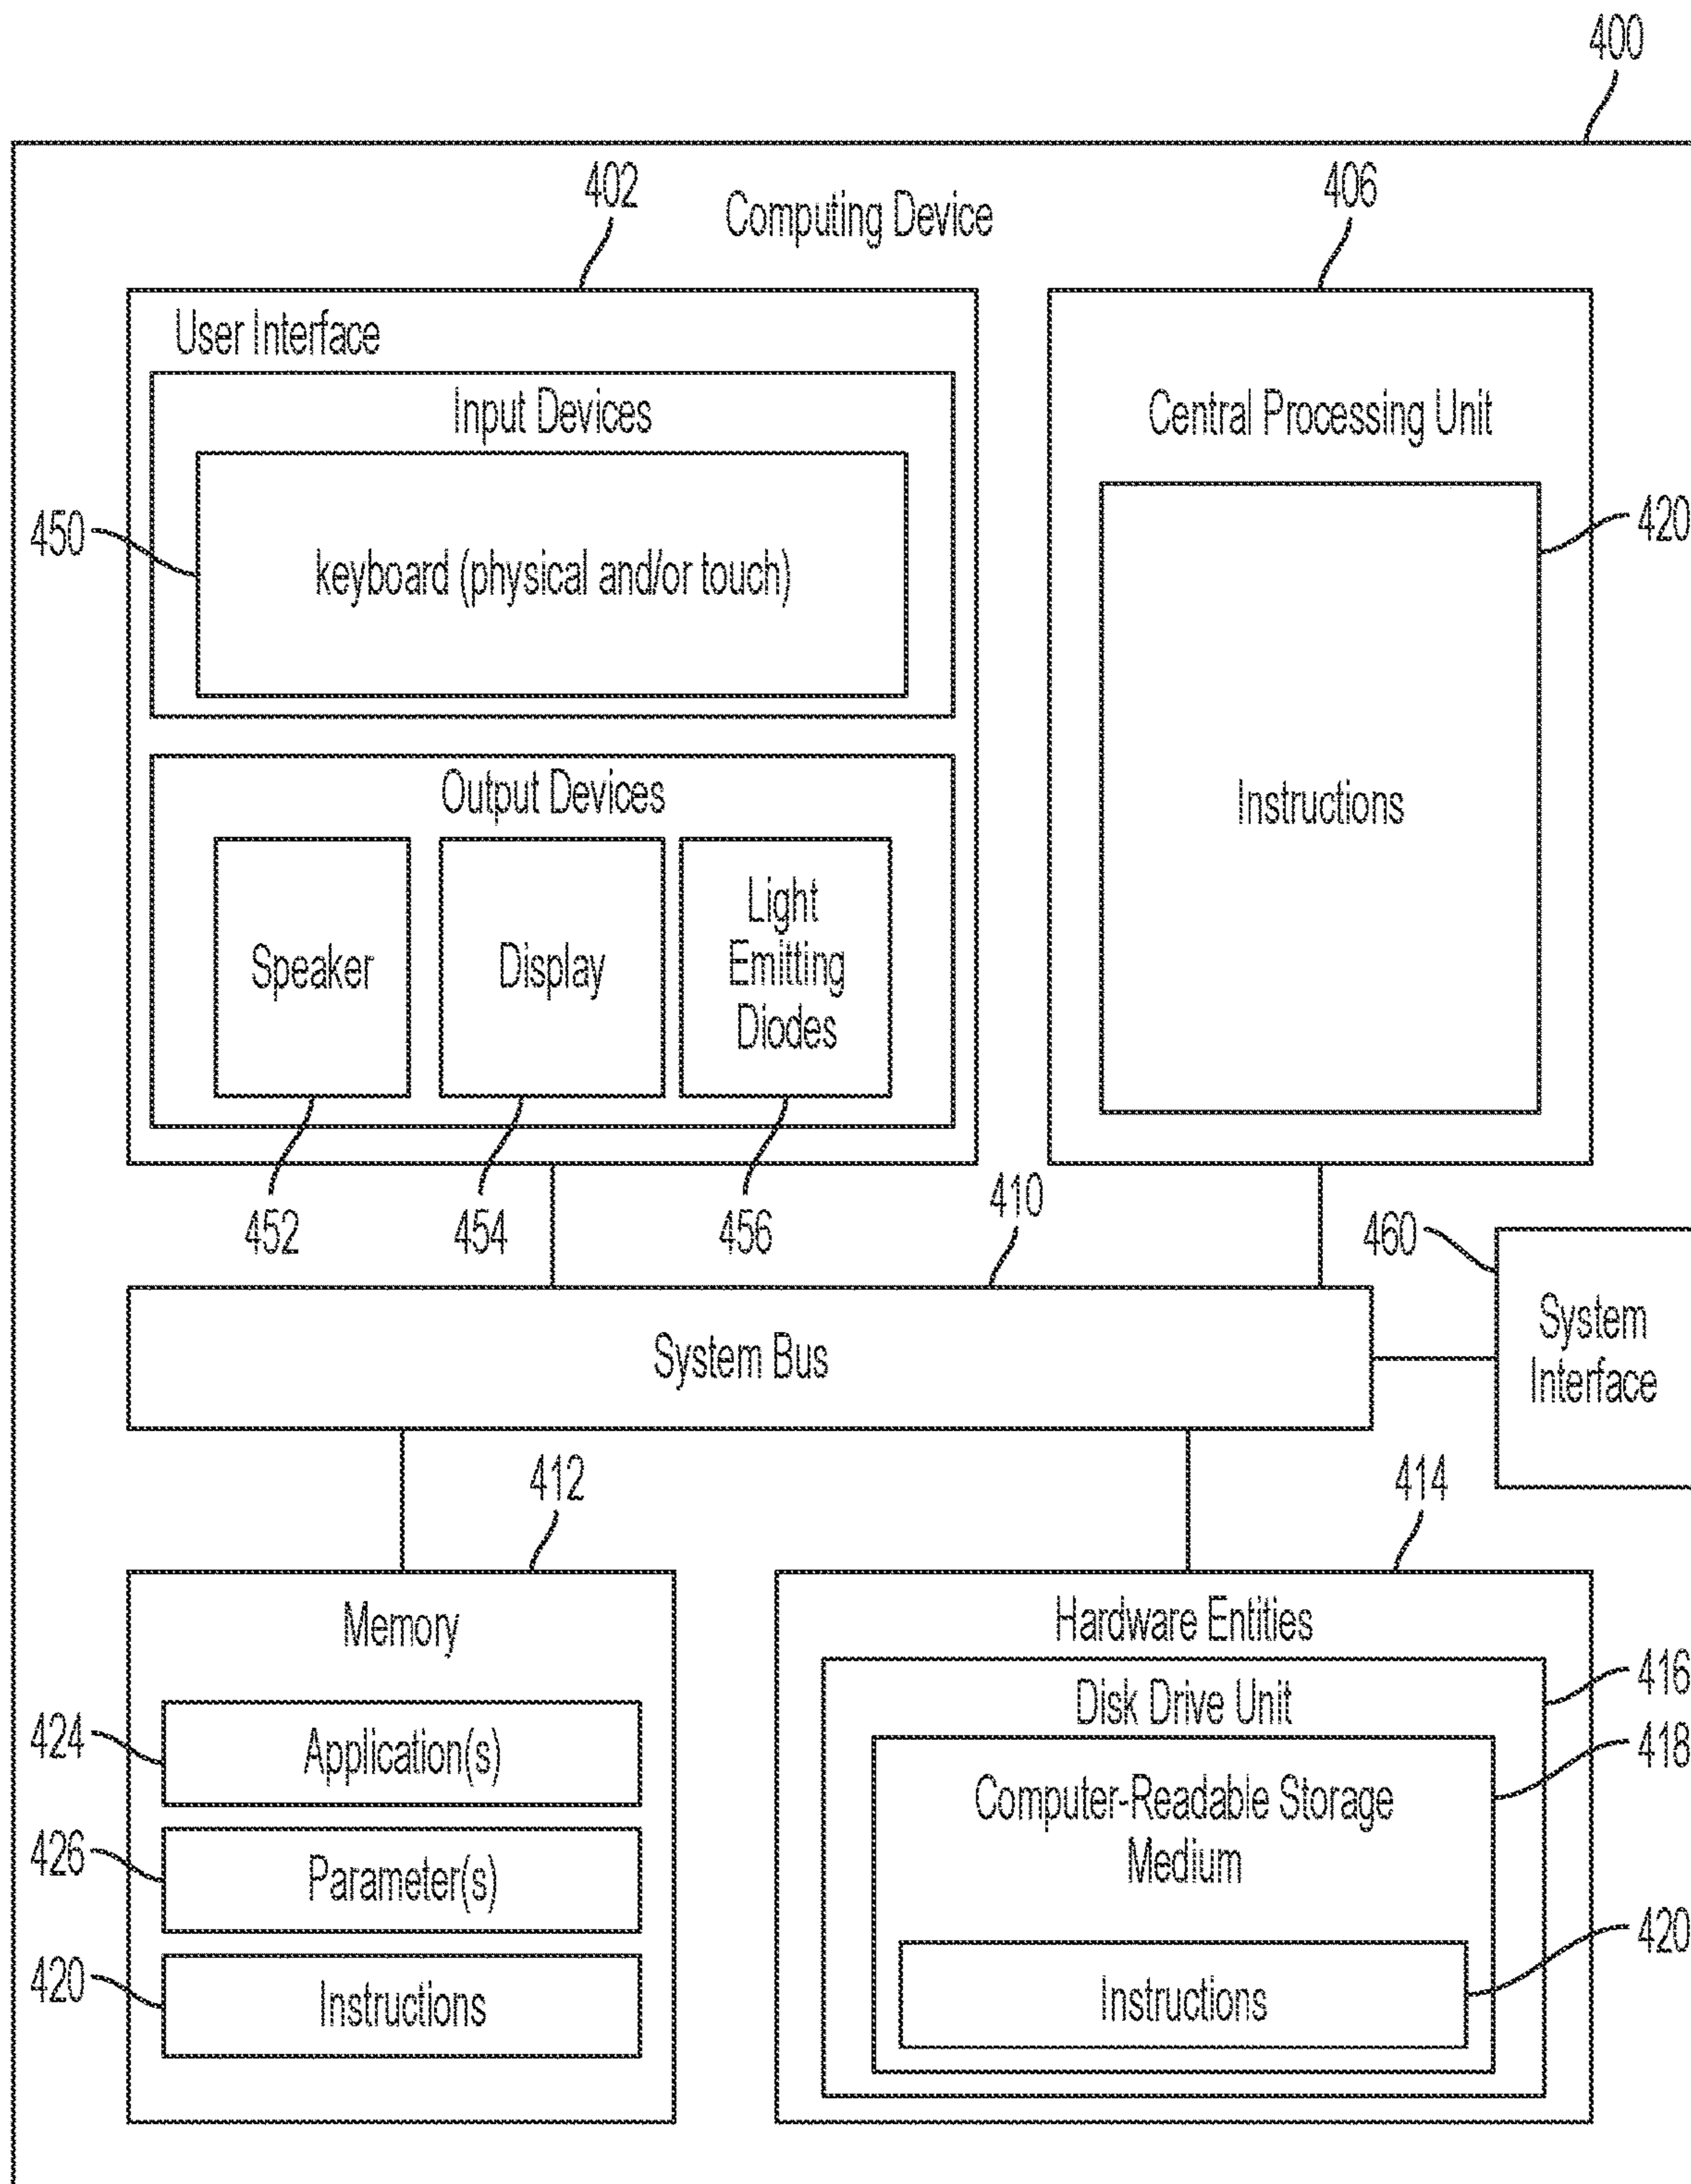 400
402
Computing Device
406
User Interface
Input Devices
450
keyboard (physical and/or touch)
Output Devices
Speaker
Display
Light
Emitting
Diodes
452
454
456
Central Processing Unit
420
Instructions
410
System Bus
460
System
Interface
412
Memory
424
Application(s)
426
Parameter(s)
420
Instructions
414
Hardware Entities
416
Disk Drive Unit
418
Computer-Readable Storage
Medium
420
Instructions